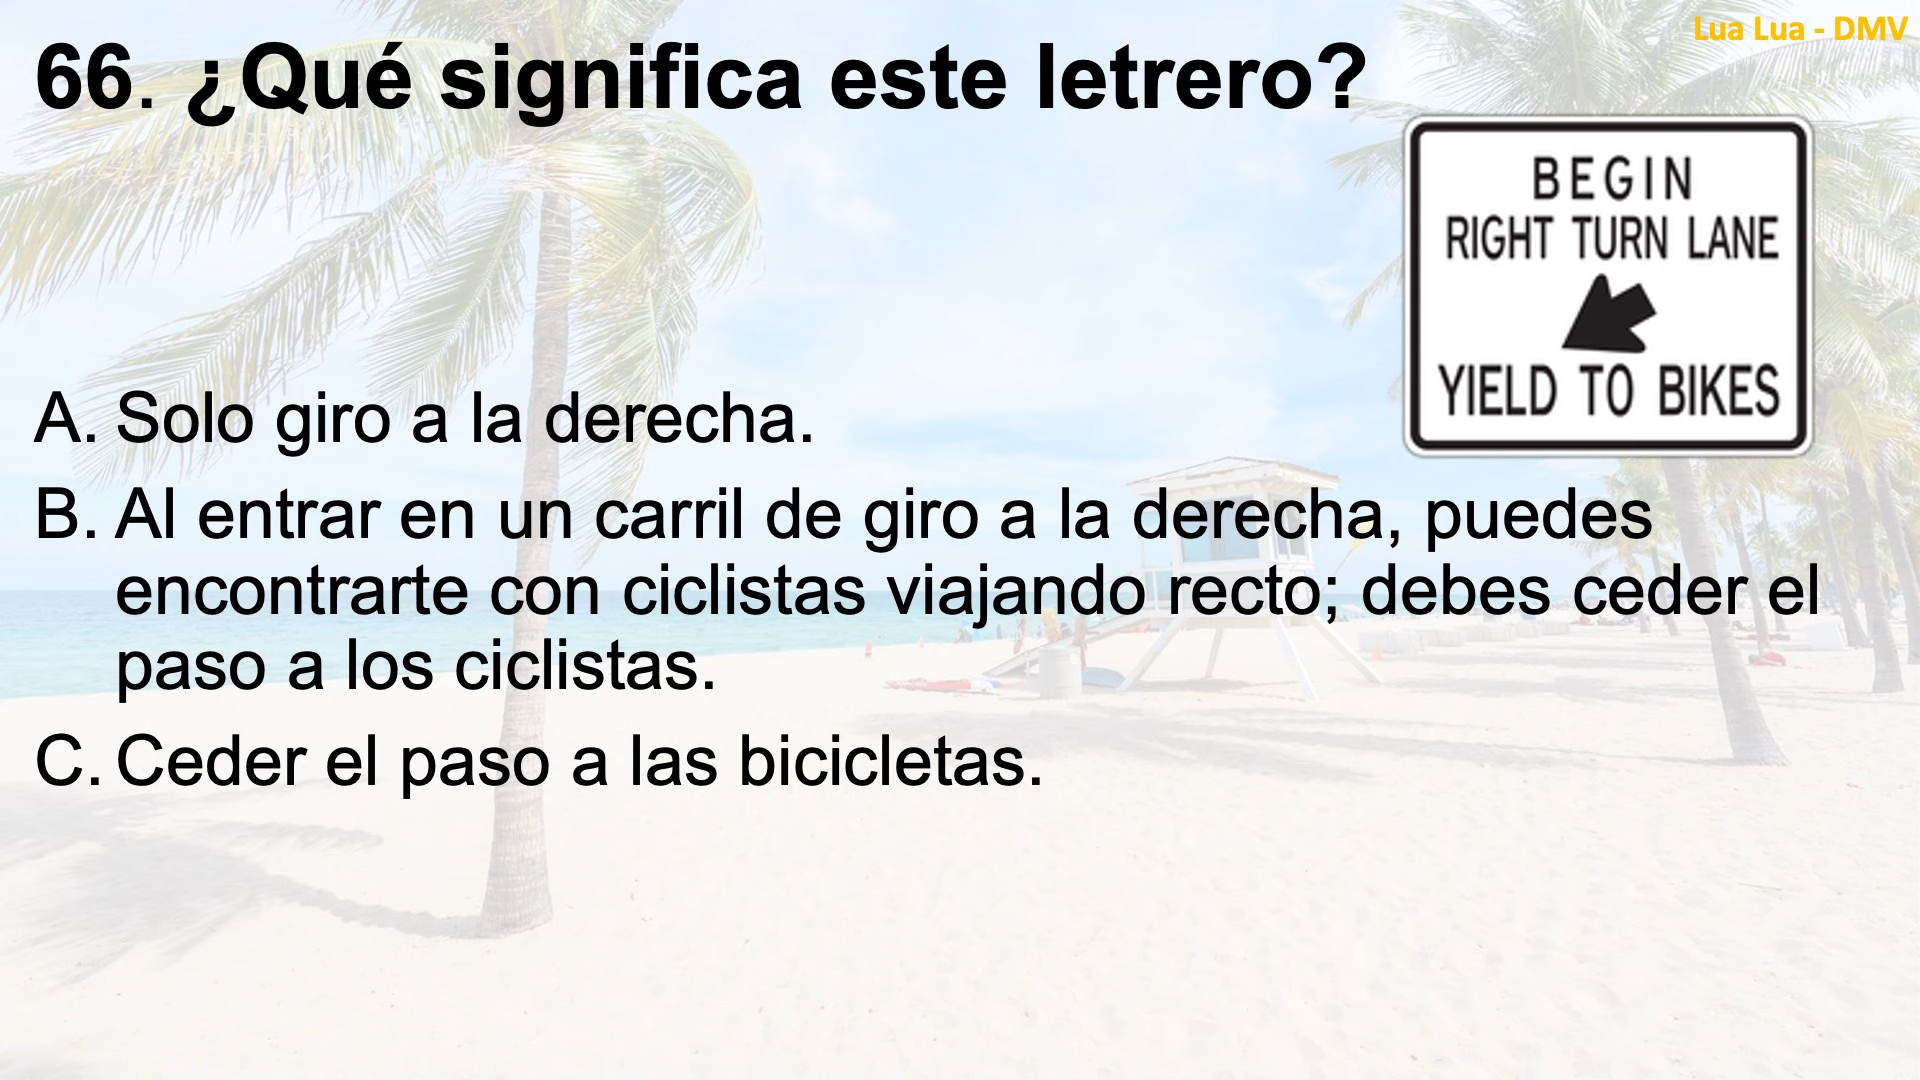 Lua Lua - DMV
66. ¿Qué significa este letrero?
BEGIN
RIGHT TURN LANE
YIELD TO BIKES
A. Solo giro a la derecha.
B. Al entrar en un carril de giro a la derecha, puedes
encontrarte con ciclistas viajando recto; debes ceder el
paso a los ciclistas.
C. Ceder el paso a las bicicletas.